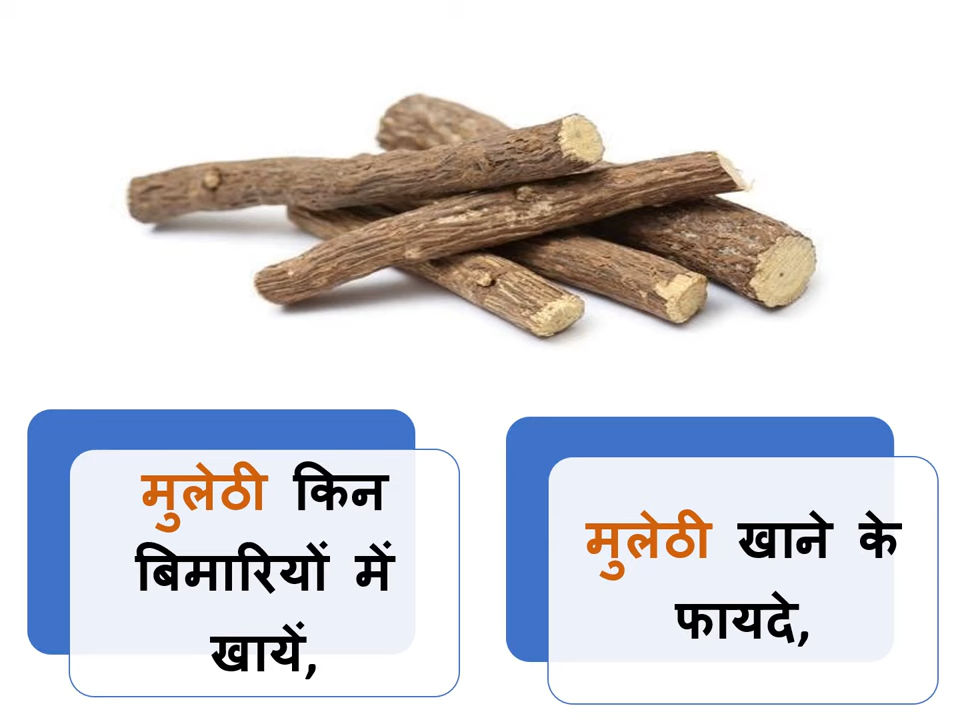 मुलेठी किन
बिमारियों में
खायें,
मुलेठी खाने के
फायदे,